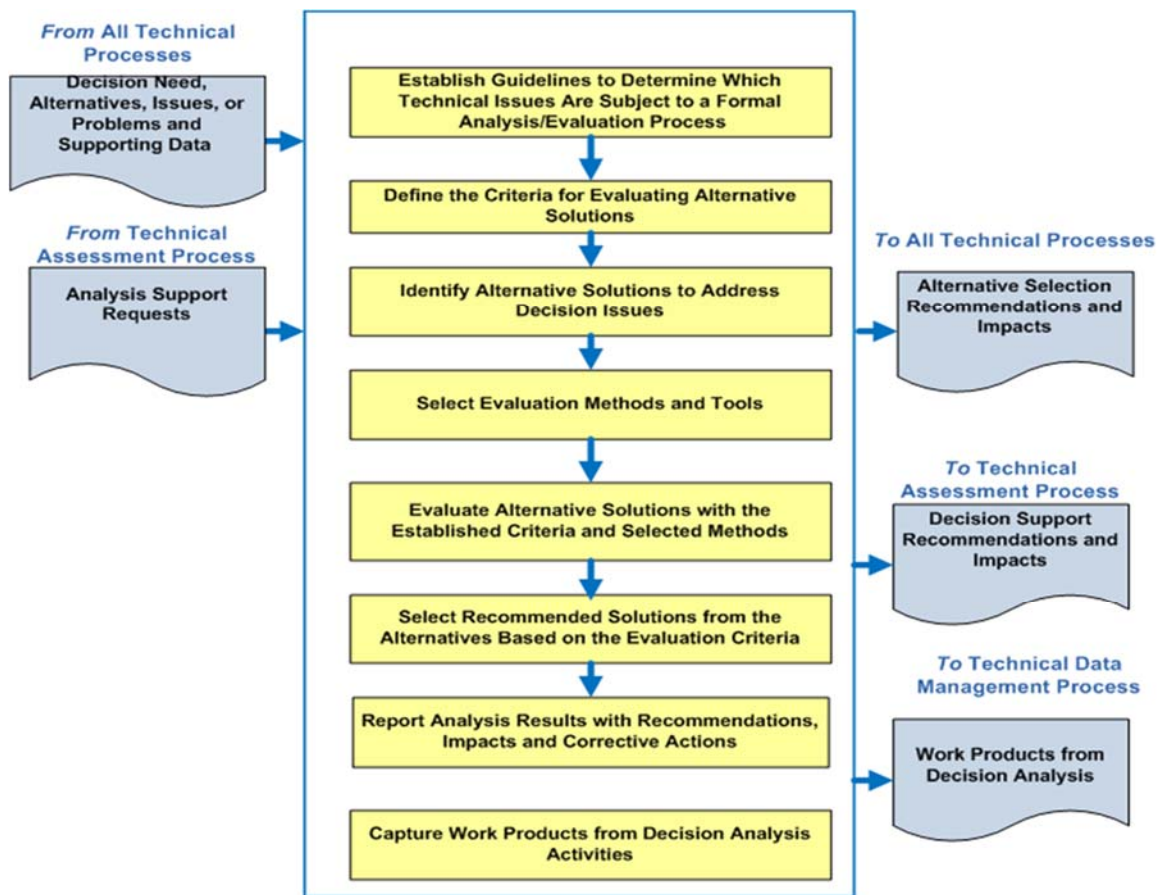 From All Technical
Processes
Decision Need,
Alternatives, Issues, or
Problems and
Supporting Data
From Technical
Assessment Process
Analysis Support
Requests
Establish Guidelines to Determine Which
Technical Issues Are Subject to a Formal
Analysis/Evaluation Process
Define the Criteria for Evaluating Alternative
Solutions
Identify Alternative Solutions to Address
Decision Issues
Select Evaluation Methods and Tools
Evaluate Alternative Solutions with the
Established Criteria and Selected Methods
Select Recommended Solutions from the
Alternatives Based on the Evaluation Criteria
Report Analysis Results with Recommendations,
Impacts and Corrective Actions
Capture Work Products from Decision Analysis
Activities
To All Technical Processes
Alternative Selection
Recommendations and
Impacts
To Technical
Assessment Process
Decision Support
Recommendations and
Impacts
To Technical Data
Management Process
Work Products from
Decision Analysis